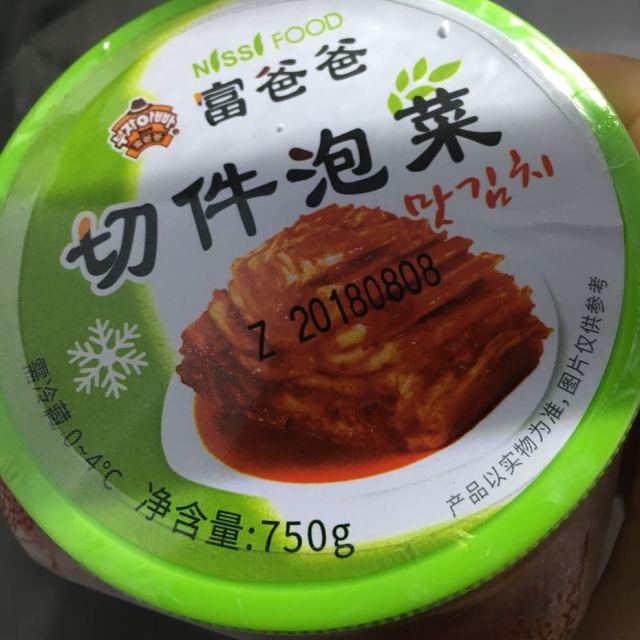 NISSI FOOD
富爸爸
切件泡菜
맛김치
Z 20180808
需冷藏 0~4℃
净含量:750g
产品以实物为准,图片仅供参考